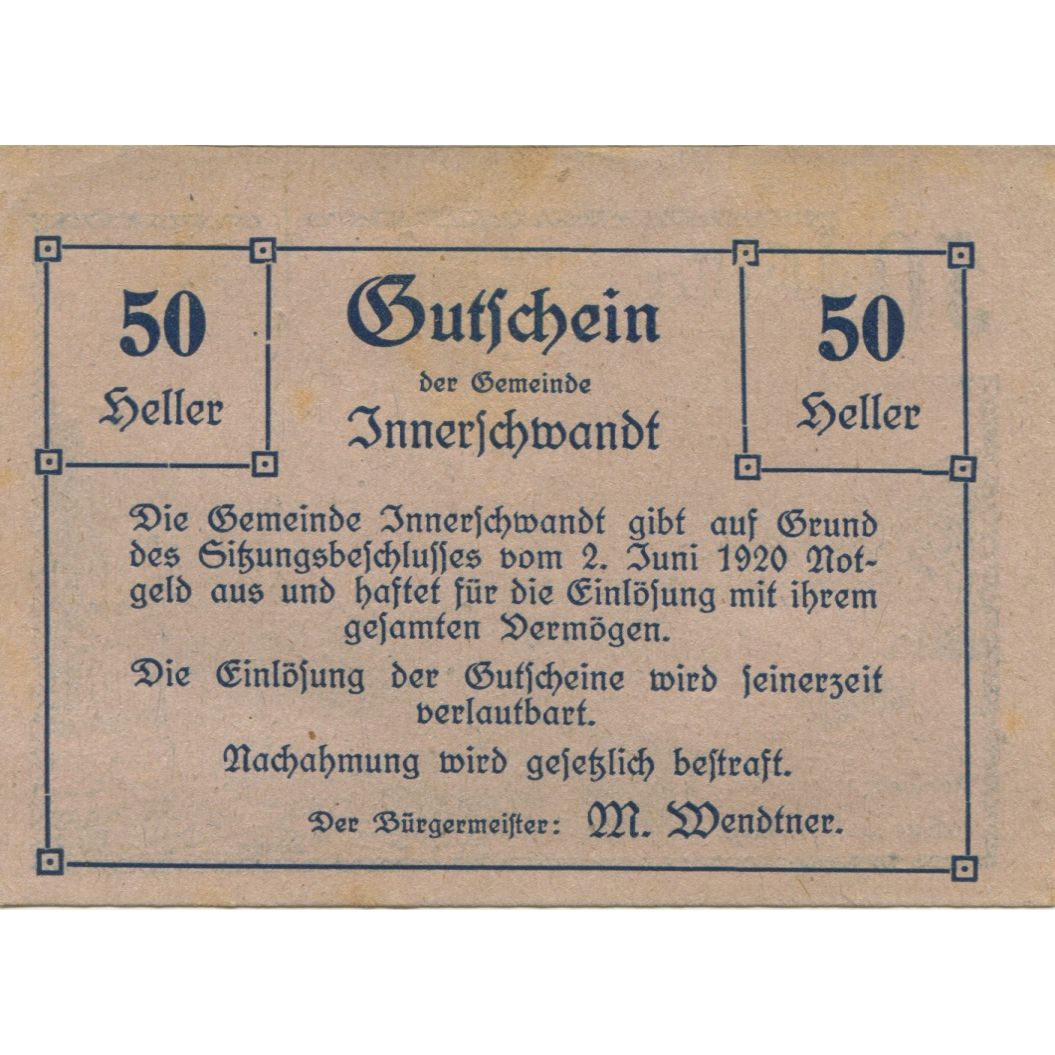 50
Heller
Gutschein
der Gemeinde
Innerschwandt
50
Heller
Die Gemeinde Innerschwandt gibt auf Grund
des Sitzungsbeschlusses vom 2. Juni 1920 Not-
geld aus und haftet für die Einlösung mit ihrem
gesamten Vermögen.
Die Einlösung der Gutscheine wird seinerzeit
verlautbart.
Nachahmung wird gesetzlich bestraft.
Der Bürgermeister: M. Wendtner.